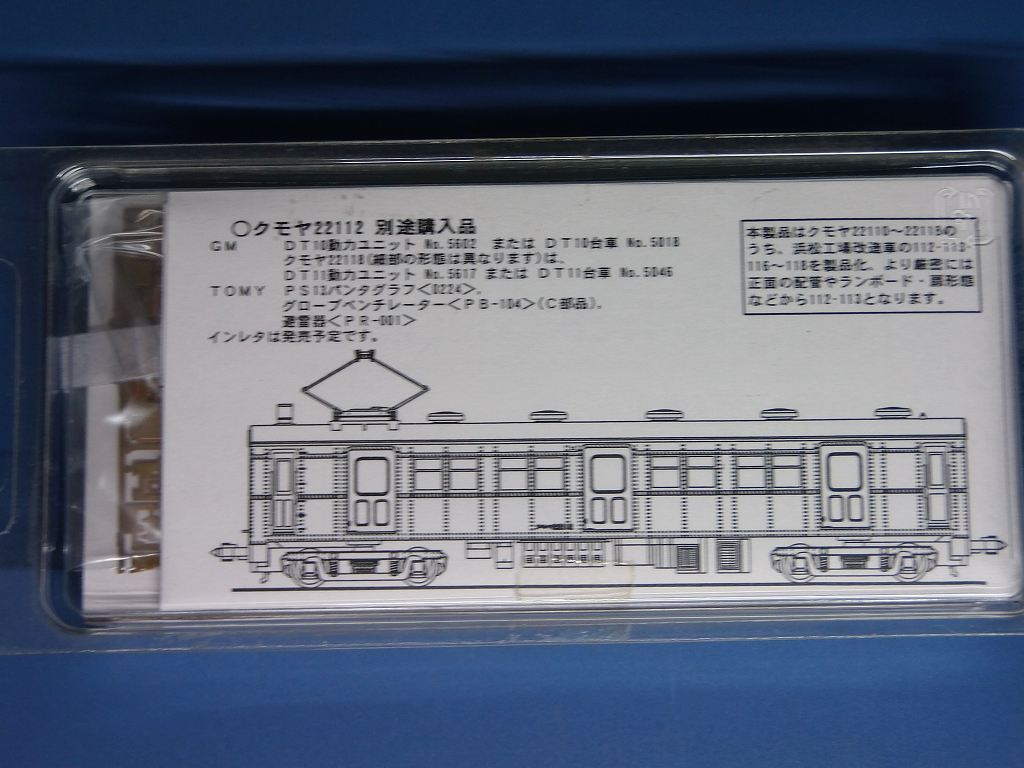 〇クモヤ22112 別途購入品
GM DT10動力ユニット No.5602 または DT10台車 No.5018
クモヤ22118(細部の形態は異なります)は、
DT11動力ユニット No.5617 または DT11台車 No.5046
TOMY PS13パンタグラフ<0224>、
グローブベンチレーター<PB-104>(C部品)、
避雷器<PR-001>
インレタは発売予定です。
本製品はクモヤ22110～22118の
うち、浜松工場改造車の112-113
116～118を製品化。より厳密には
正面の配管やランボード・扉形態
などから112-113となります。